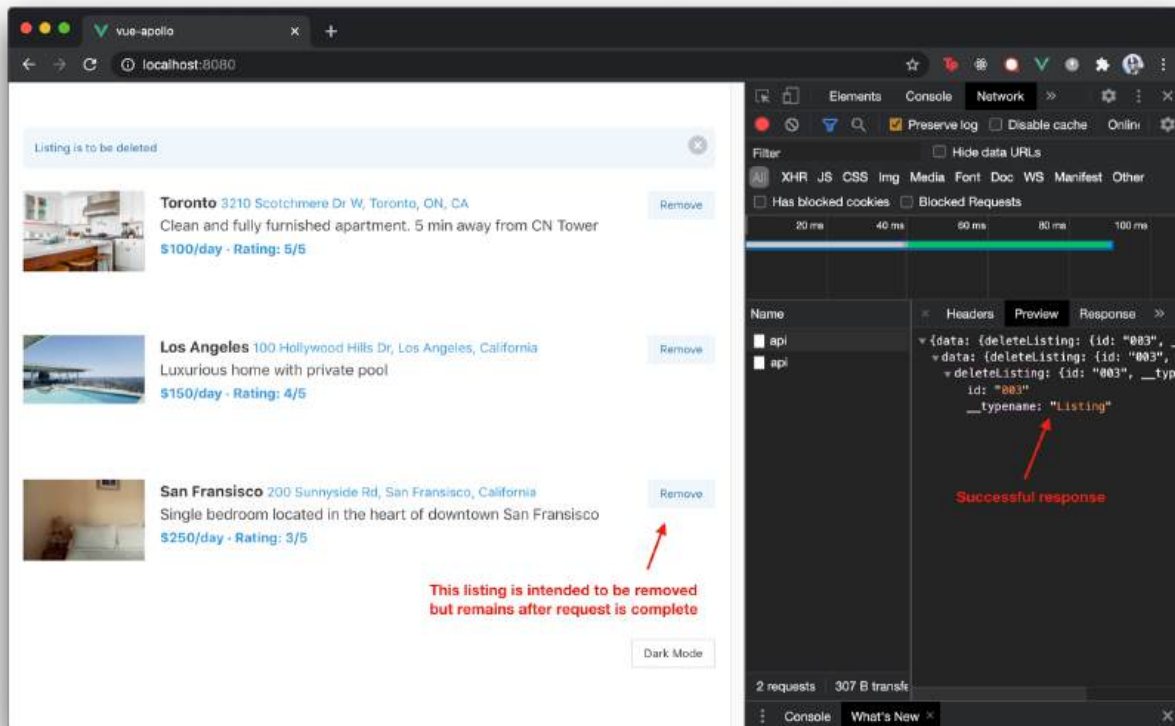 vue-apollo
localhost:8080
Elements Console Network »
Preserve log Disable cache Onlin
Listing is to be deleted
Filter Hide data URLs
All XHR JS CSS Img Media Font Doc WS Manifest Other
Has blocked cookies Blocked Requests
20 ms 40 ms 60 ms 80 ms 100 ms
Toronto 3210 Scotchmere Dr W, Toronto, ON, CA
Remove
Clean and fully furnished apartment. 5 min away from CN Tower
$100/day - Rating: 5/5
Los Angeles 100 Hollywood Hills Dr, Los Angeles, California
Remove
Luxurious home with private pool
$150/day - Rating: 4/5
San Fransisco 200 Sunnyside Rd, San Fransisco, California
Remove
Single bedroom located in the heart of downtown San Fransisco
$250/day - Rating: 3/5
This listing is intended to be removed
but remains after request is complete
Dark Mode
Name
api
api
Headers Preview Response »
{data: {deleteListing: {id: "003", _
data: {deleteListing: {id: "003",
deleteListing: {id: "003", __typ
id: "003"
__typename: "Listing"
Successful response
2 requests 307 B transfe
Console What's New